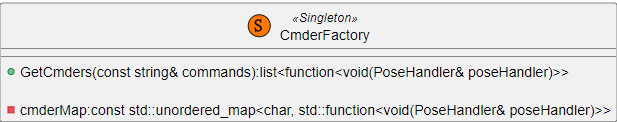 S
«Singleton»
CmderFactory
GetCmders(const string& commands):list<function<void(PoseHandler& poseHandler)>>
cmderMap:const std::unordered_map<char, std::function<void(PoseHandler& poseHandler)>>